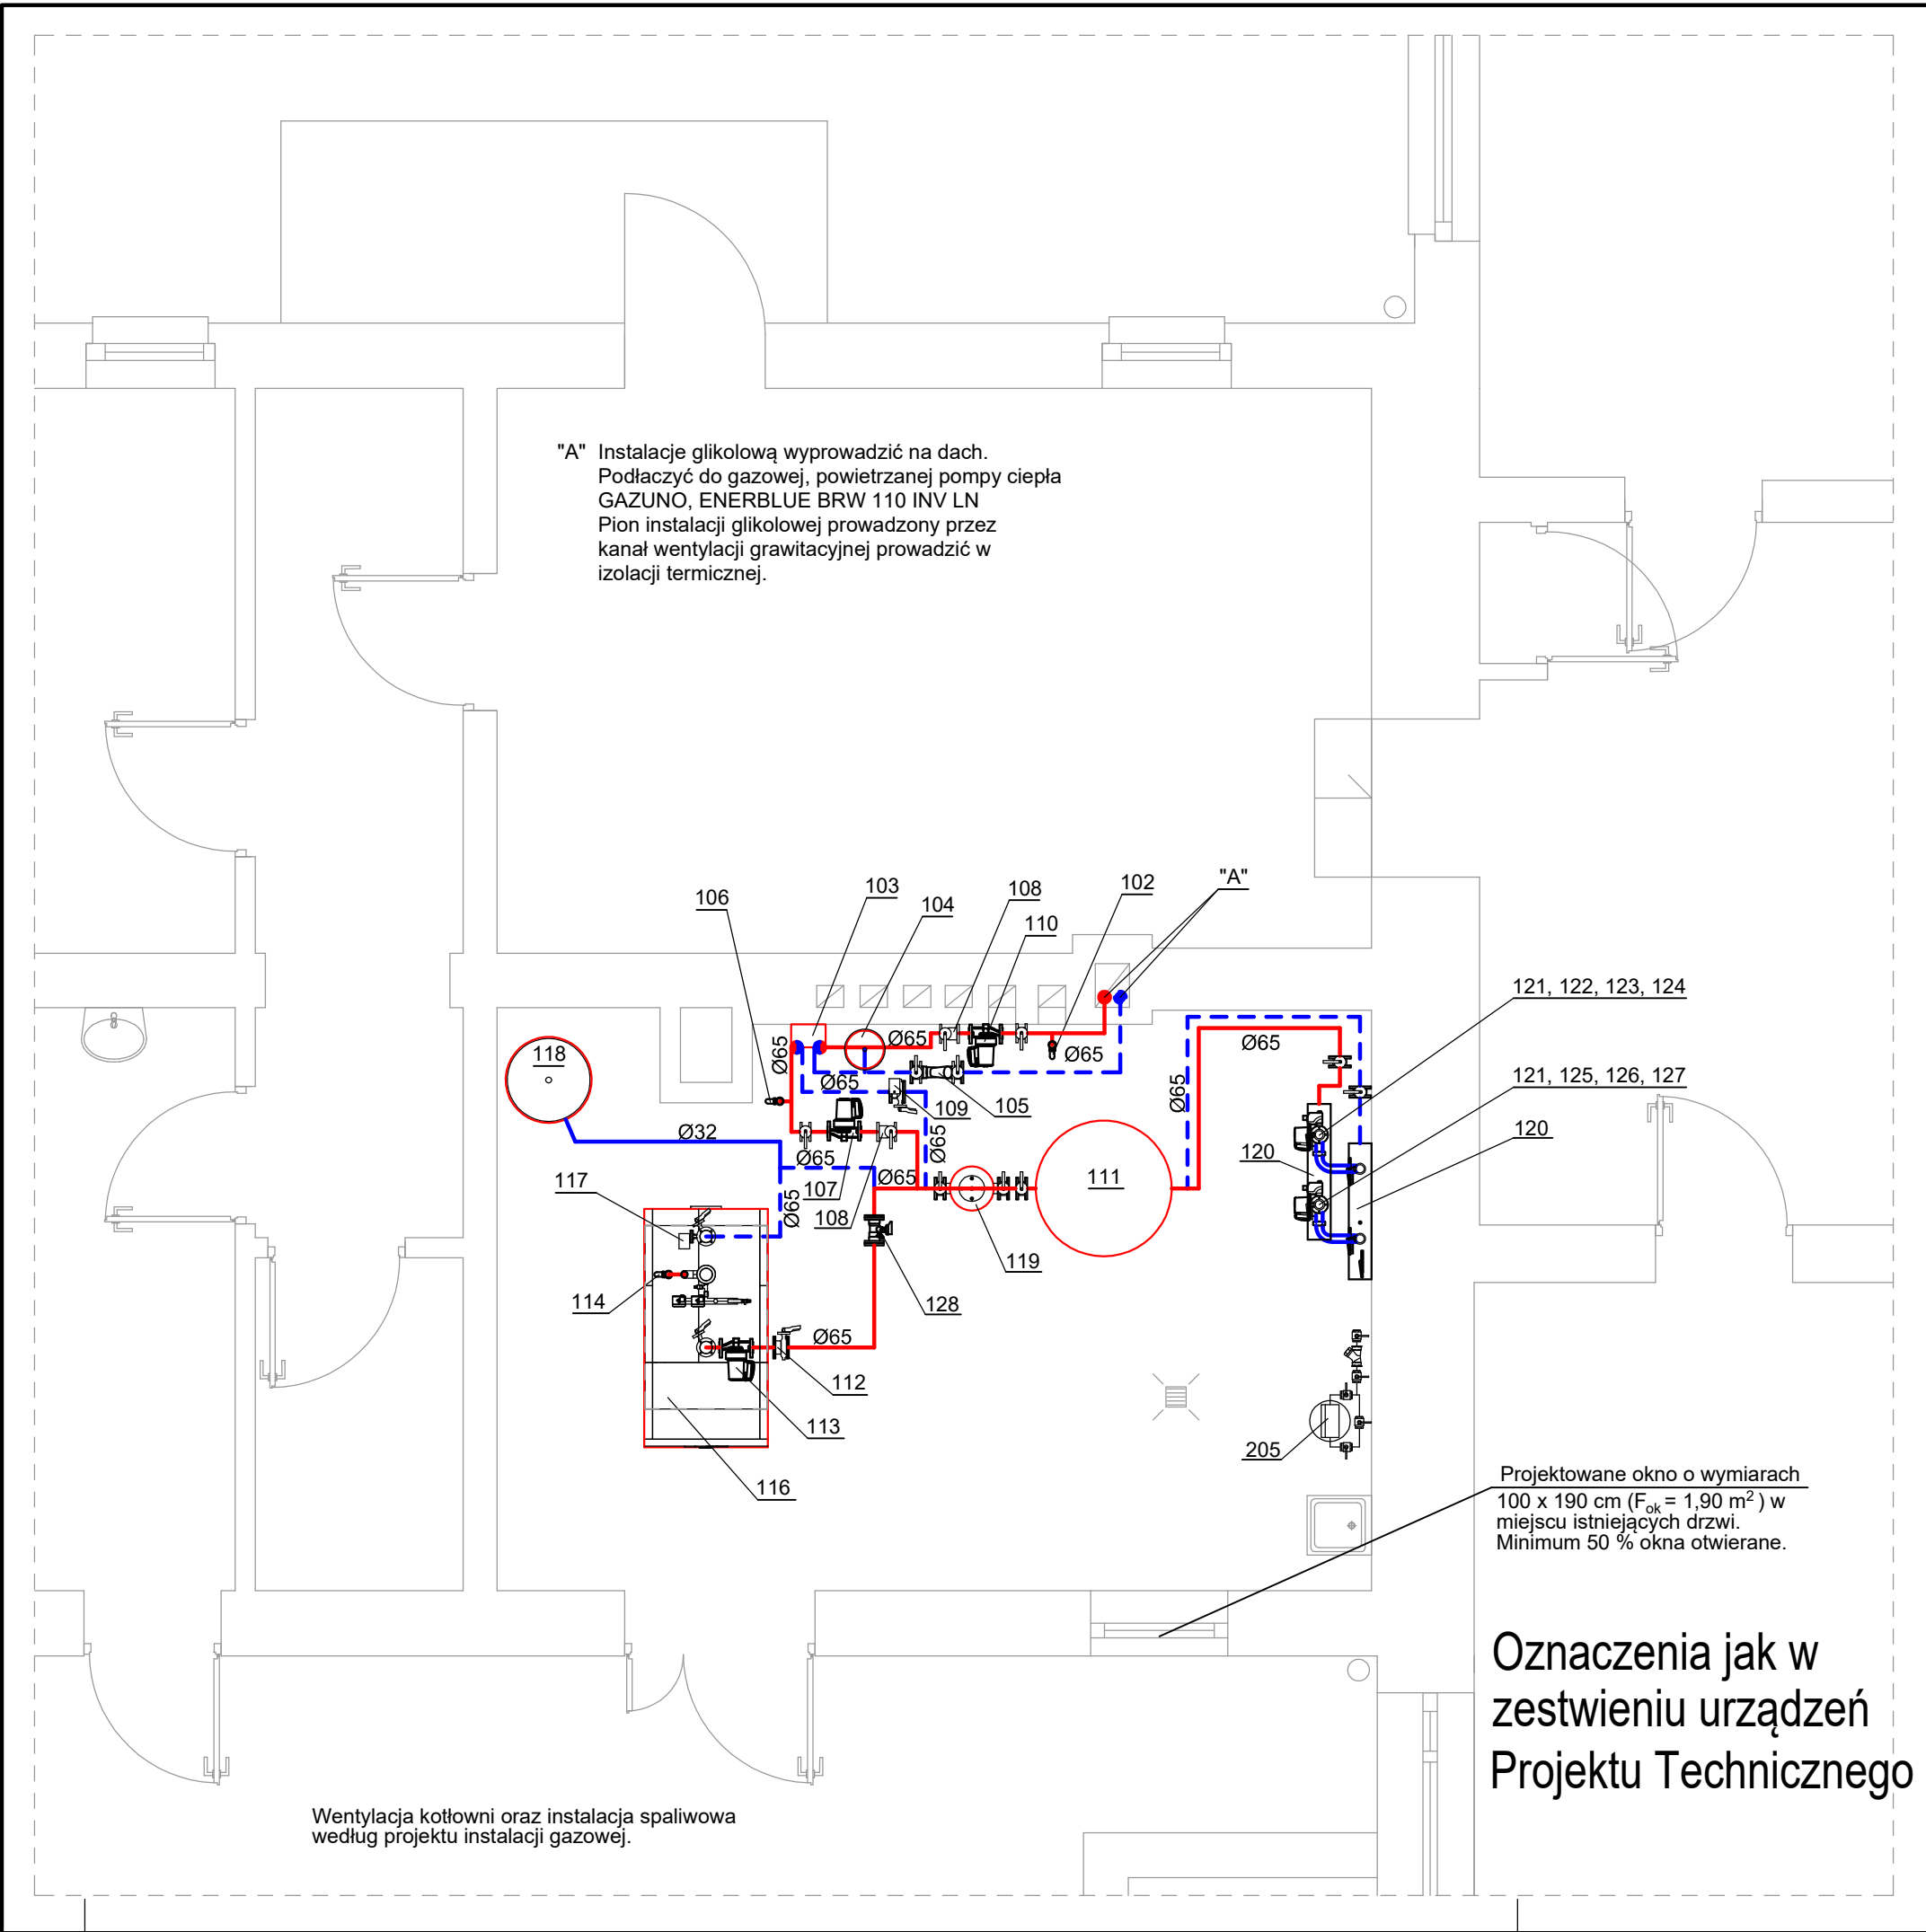 "A" Instalacje glikolową wyprowadzić na dach.
Podłaczyć do gazowej, powietrzanej pompy ciepła
GAZUNO, ENERBLUE BRW 110 INV LN
Pion instalacji glikolowej prowadzony przez
kanał wentylacji grawitacyjnej prowadzić w
izolacji termicznej.
106
103
104
108
110
102
"A"
121, 122, 123, 124
118
Ø65
Ø65
Ø65
Ø65
Ø65
Ø65
109
105
121, 125, 126, 127
Ø32
Ø65
Ø65
120
120
117
Ø65
107
Ø65
111
108
119
114
128
Ø65
112
113
116
205
Projektowane okno o wymiarach
100 x 190 cm (Fok = 1,90 m²) w
miejscu istniejących drzwi.
Minimum 50 % okna otwierane.
Oznaczenia jak w
zestwieniu urządzeń
Projektu Technicznego
Wentylacja kotłowni oraz instalacja spaliwowa
według projektu instalacji gazowej.